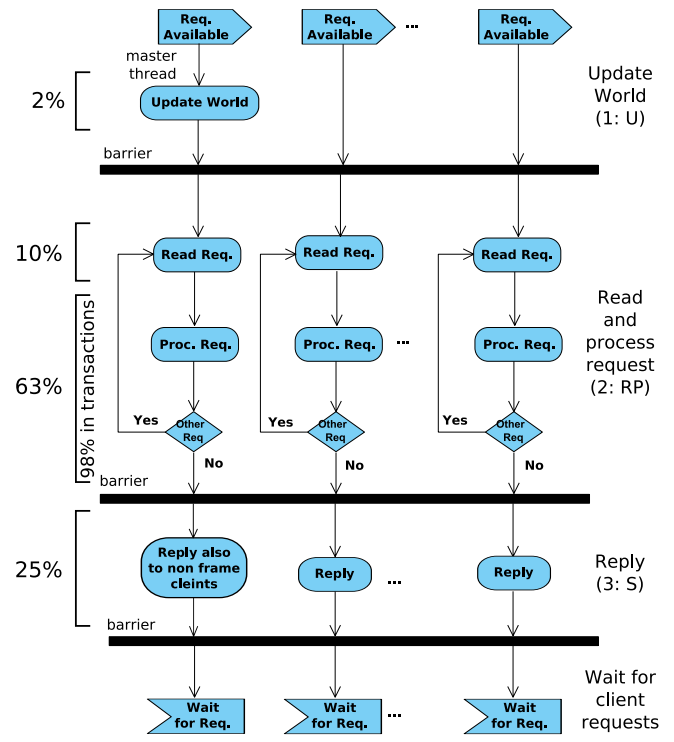 Req.
Available
Req.
Available
...
Req.
Available
master
thread
2%
Update World
Update
World
(1: U)
barrier
10%
Read Req.
Read Req.
Read Req.
63%
98% in transactions
Proc. Req.
Proc. Req.
...
Proc. Req.
Read
and
process
request
(2: RP)
Yes
Other
Req
Yes
Other
Req
Yes
Other
Req
No
No
No
barrier
25%
Reply also
to non frame
cleints
Reply
...
Reply
Reply
(3: S)
barrier
Wait
for Req.
Wait
for Req.
...
Wait
for Req.
Wait for
client
requests